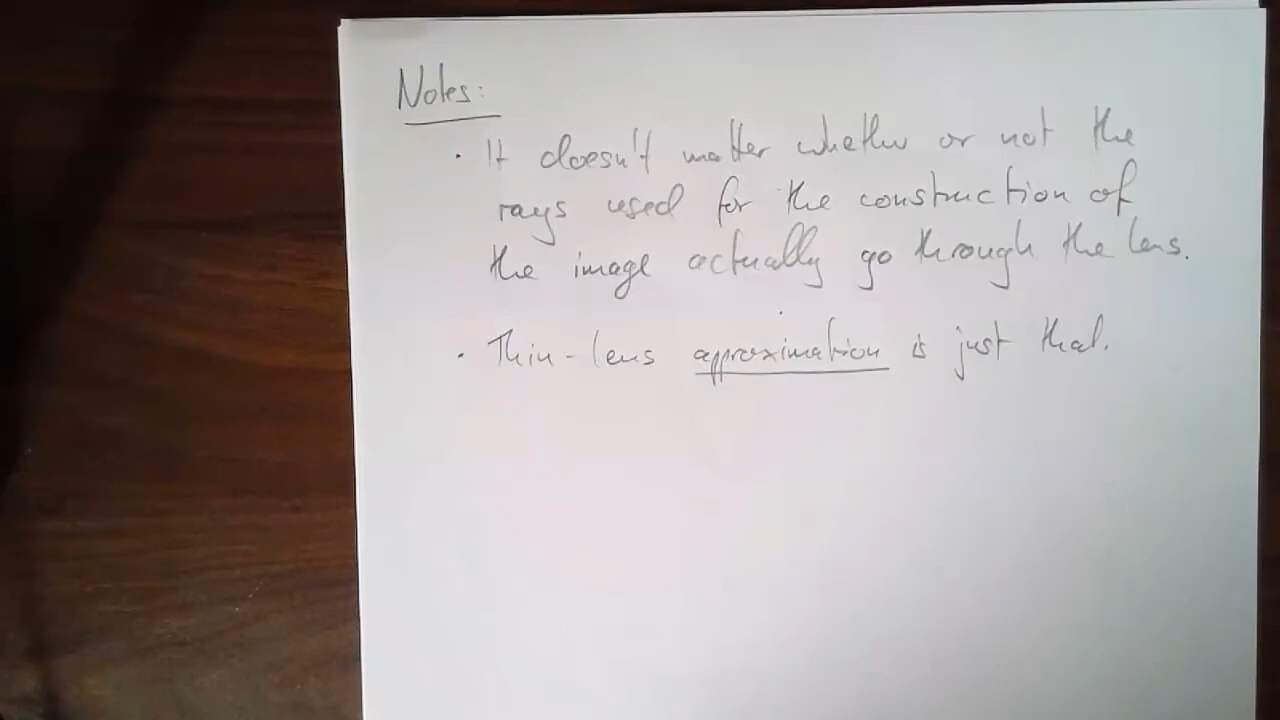 Notes:
· It doesn't matter whether or not the
rays used for the construction of
the image actually go through the lens.
· Thin-lens approximation is just that.